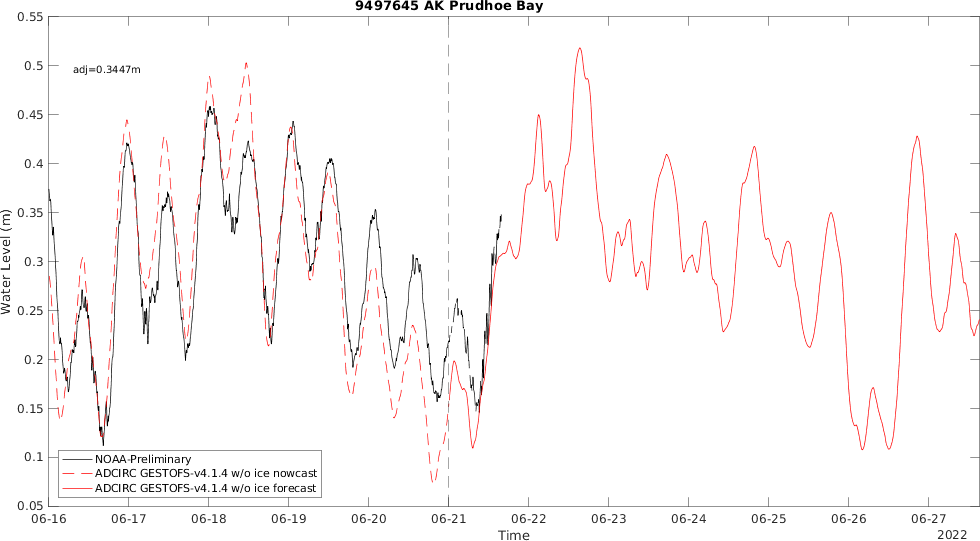 9497645 AK Prudhoe Bay
0.55
0.5
0.45
0.4
0.35
0.3
0.25
0.2
0.15
0.1
0.05
Water Level (m)
adj=0.3447m
NOAA-Preliminary
ADCIRC GESTOFS-v4.1.4 w/o ice nowcast
ADCIRC GESTOFS-v4.1.4 w/o ice forecast
06-16 06-17 06-18 06-19 06-20 06-21 06-22 06-23 06-24 06-25 06-26 06-27
Time
2022